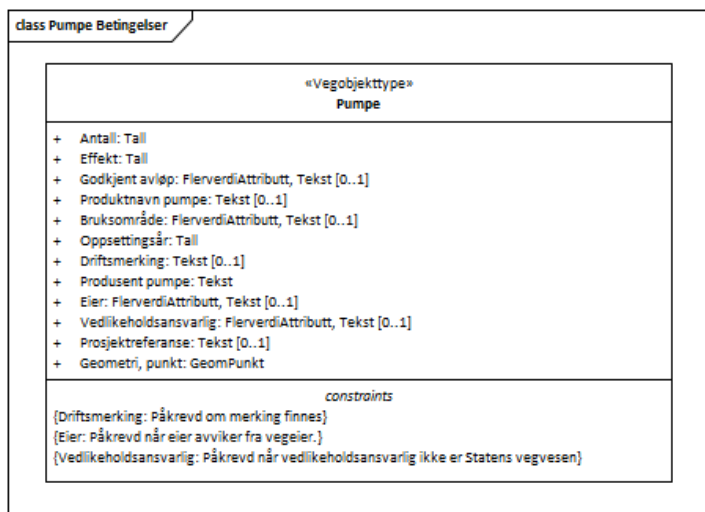 class Pumpe Betingelser
«Vegobjekttype»
Pumpe
+ Antall: Tall
+ Effekt: Tall
+ Godkjent avløp: FlerverdiAttributt, Tekst [0..1]
+ Produktnavn pumpe: Tekst [0..1]
+ Bruksområde: FlerverdiAttributt, Tekst [0..1]
+ Oppsettingsår: Tall
+ Driftsmerking: Tekst [0..1]
+ Produsent pumpe: Tekst
+ Eier: FlerverdiAttributt, Tekst [0..1]
+ Vedlikeholdsansvarlig: FlerverdiAttributt, Tekst [0..1]
+ Prosjektreferanse: Tekst [0..1]
+ Geometri, punkt: GeomPunkt
constraints
{Driftsmerking: Påkrevd om merking finnes}
{Eier: Påkrevd når eier avviker fra vegeier.}
{Vedlikeholdsansvarlig: Påkrevd når vedlikeholdsansvarlig ikke er Statens vegvesen}